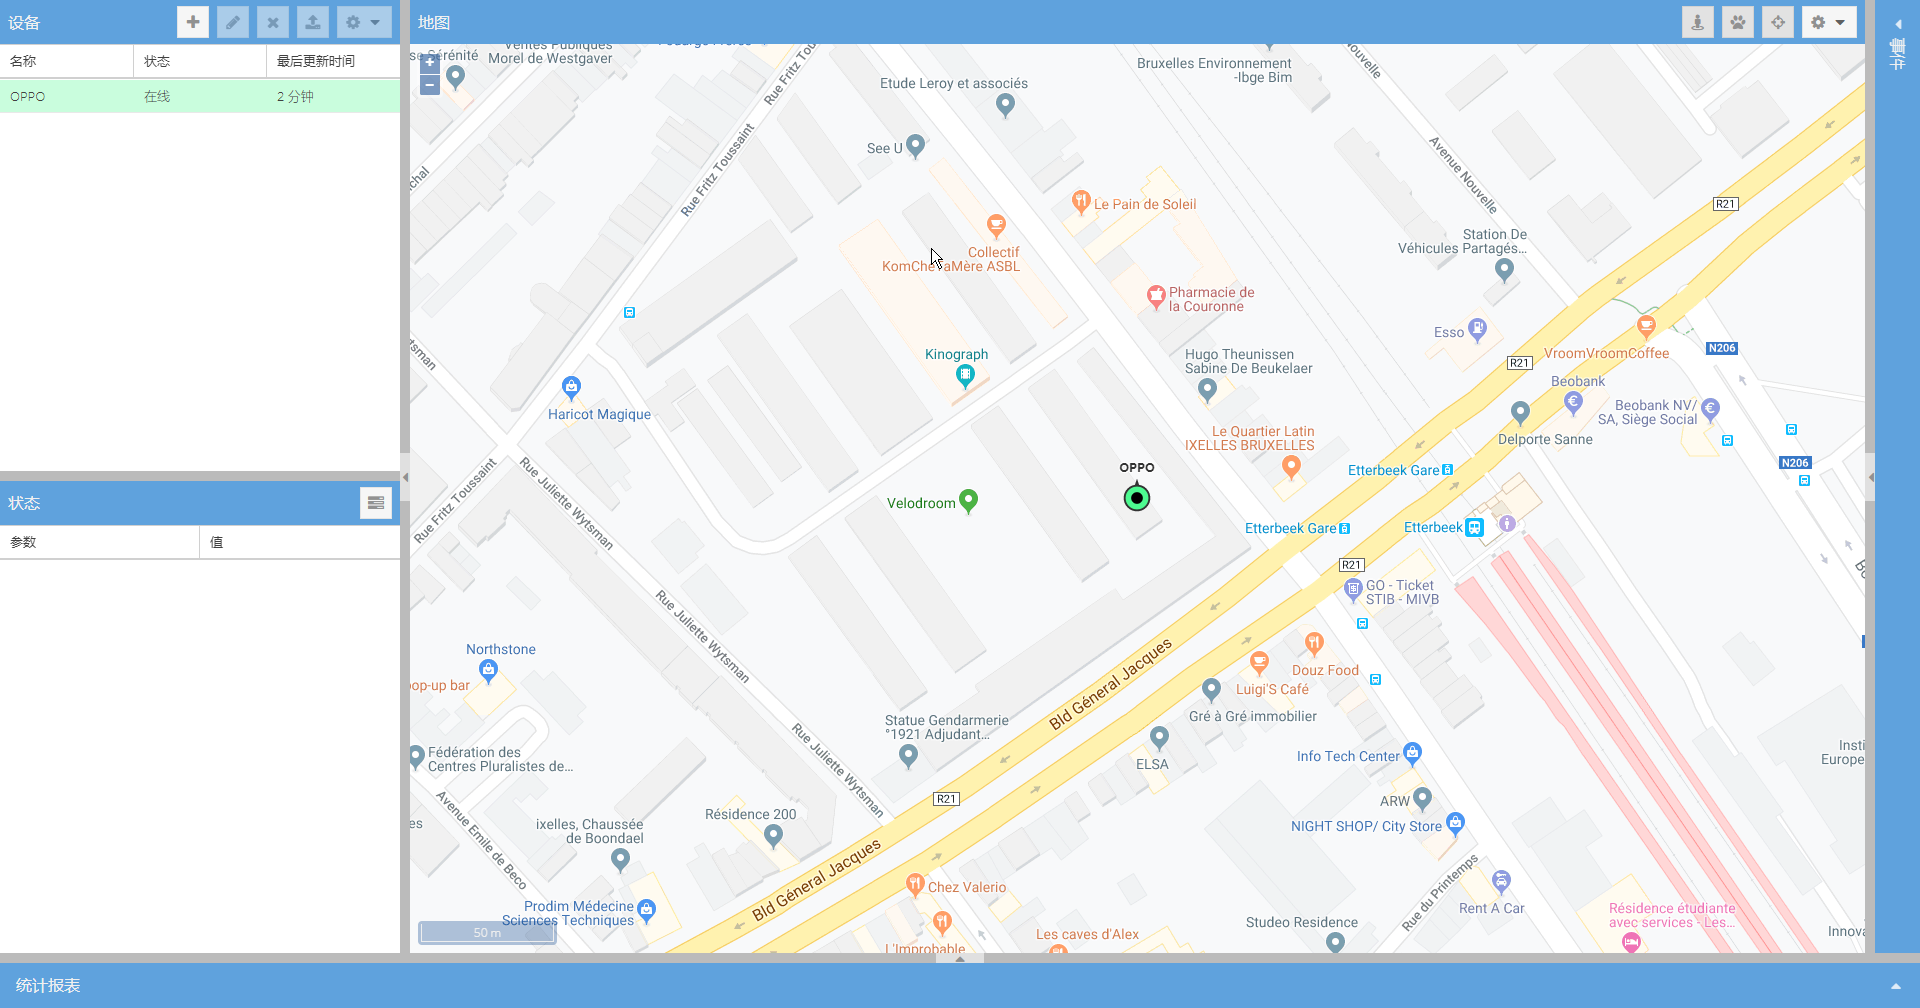 设备
名称
状态
最后更新时间
OPPO
在线
2 分钟
状态
参数
值
地图
+
−
se Sérénité
Ventes Publiques
Morel de Westgaver
Rue Fritz Toussaint
Etude Leroy et associés
See U
Bruxelles Environnement
-Ibge Bim
Avenue Nouvelle
R21
Le Pain de Soleil
Collectif
KomChéTaMère ASBL
Station De
Véhicules Partagés...
Pharmacie de
la Couronne
Esso
VroomVroomCoffee
N206
R21
Kinograph
Hugo Theunissen
Sabine De Beukelaer
Beobank
Beobank NV/
SA, Siège Social
Haricot Magique
Delporte Sanne
Le Quartier Latin
IXELLES BRUXELLES
Etterbeek Gare
N206
OPPO
Velodroom
Etterbeek Gare
Etterbeek
Rue Fritz Toussaint
Rue Juliette Wytsman
R21
GO - Ticket
STIB - MIVB
Rue Juliette Wytsman
Northstone
op-up bar
Bld Géneral Jacques
Douz Food
Luigi'S Café
Gré à Gré immobilier
Statue Gendarmerie
°1921 Adjudant...
Rue Juliette Wytsman
Fédération des
Centres Pluralistes de...
ELSA
Info Tech Center
Insti
Europe
R21
ARW
Résidence 200
NIGHT SHOP/ City Store
ixelles, Chaussée
de Boondael
Avenue Emile de Beco
Bld Géneral Jacques
Chez Valerio
Rue du Printemps
Rent A Car
Prodim Médecine
Sciences Techniques
Studeo Residence
Résidence étudiante
avec services - Les...
Les caves d'Alex
L'Improbable
Innova
50 m
事件
统计报表